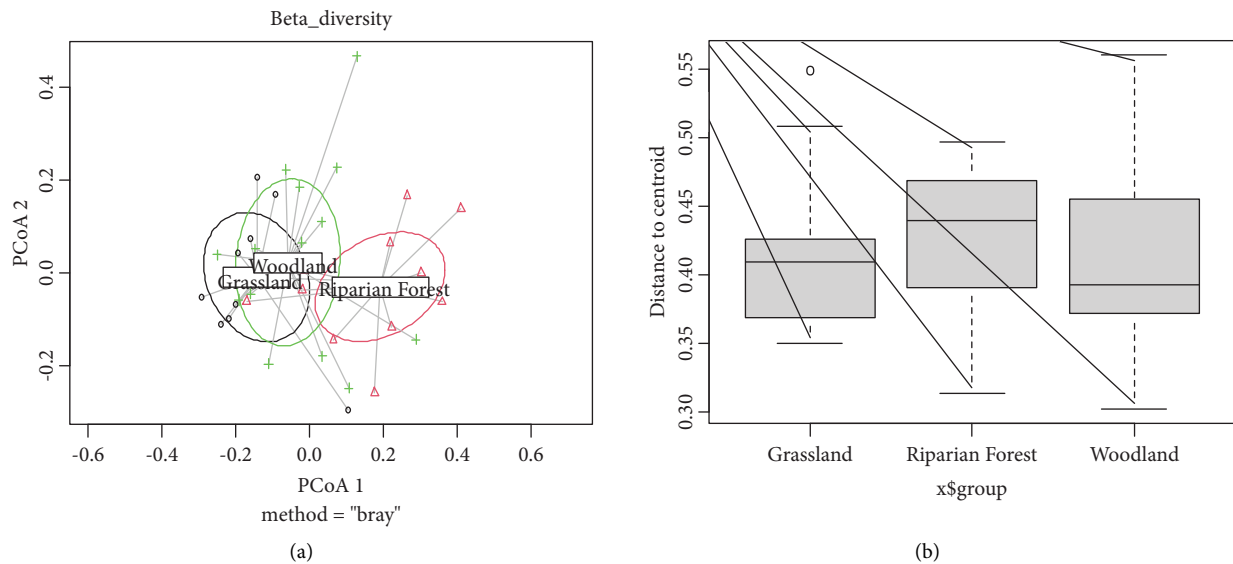 Beta_diversity
PCoA 2
0.4
0.2
0.0
-0.2
Woodland
Grassland
Riparian Forest
-0.6
-0.4
-0.2
0.0
0.2
0.4
0.6
PCoA 1
method = "bray"
(a)
Distance to centroid
0.55
0.50
0.45
0.40
0.35
0.30
Grassland
Riparian Forest
Woodland
x$group
(b)